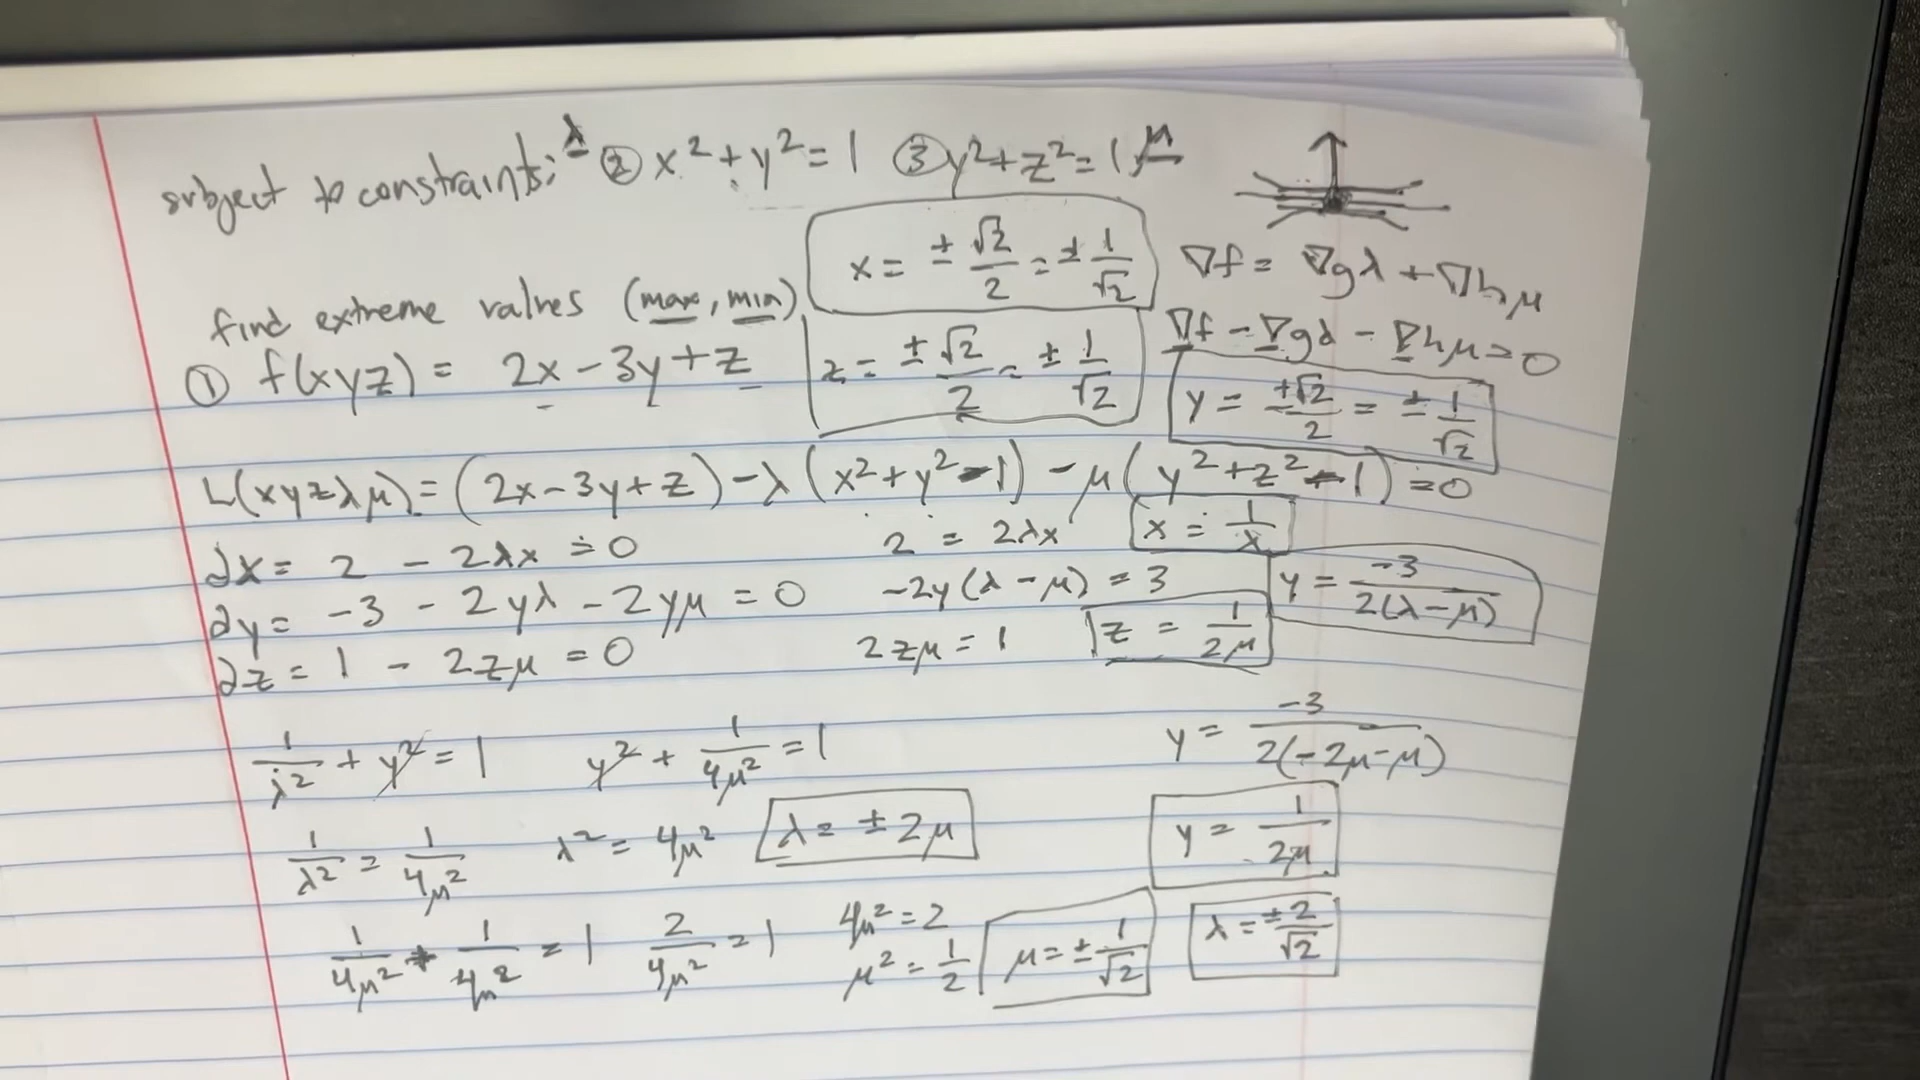 subject to constraints: λ ② x² + y² = 1 ③ y² + z² = 1 μ
find extreme values (max, min)
x = ± √2/2 = ± 1/√2
∇f = ∇gλ + ∇hμ
∇f - ∇gλ - ∇hμ = 0
① f(xyz) = 2x - 3y + z
z = ± √2/2 = ± 1/√2
y = ±√2/2 = ± 1/√2
L(xyzλμ) = (2x - 3y + z) - λ(x² + y² - 1) - μ(y² + z² - 1) = 0
∂x = 2 - 2λx = 0 2 = 2λx x = 1/λ
∂y = -3 - 2yλ - 2yμ = 0 -2y(λ - μ) = 3 y = -3/2(λ - μ)
∂z = 1 - 2zμ = 0 2zμ = 1 z = 1/2μ
1/λ² + y² = 1 y² + 1/4μ² = 1 y = -3/2(-2μ - μ)
1/λ² = 1/4μ² λ² = 4μ² λ = ± 2μ y = 1/2μ
1/4μ² + 1/4μ² = 1 2/4μ² = 1 4μ² = 2 μ² = 1/2 μ = ± 1/√2 λ = ±2/√2